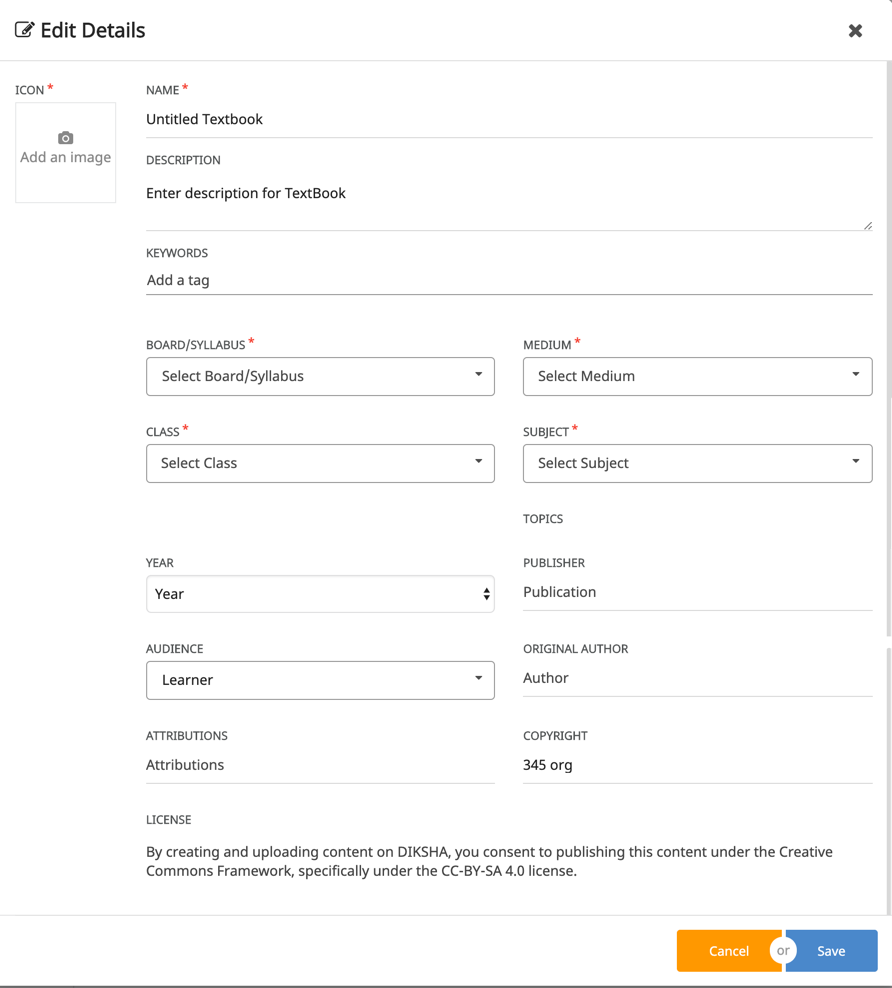 Edit Details
ICON *
Add an image
NAME *
Untitled Textbook
DESCRIPTION
Enter description for TextBook
KEYWORDS
Add a tag
BOARD/SYLLABUS *
Select Board/Syllabus
MEDIUM *
Select Medium
CLASS *
Select Class
SUBJECT *
Select Subject
TOPICS
YEAR
Year
PUBLISHER
Publication
AUDIENCE
Learner
ORIGINAL AUTHOR
Author
ATTRIBUTIONS
Attributions
COPYRIGHT
345 org
LICENSE
By creating and uploading content on DIKSHA, you consent to publishing this content under the Creative
Commons Framework, specifically under the CC-BY-SA 4.0 license.
Cancel or Save